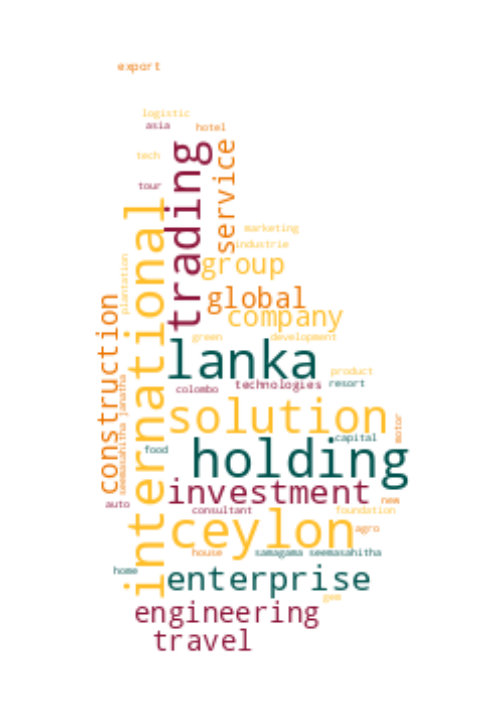 export
logistic
asia
hotel
tech
trading
service
tour
international
marketing
industrie
plantation
group
global
construction
company
green
development
lanka
product
technologies
resort
colombo
seemasahitha janatha
solution
motor
capital
food
holding
investment
auto
new
consultant
foundation
ceylon
agro
house
samagama seemasahitha
home
enterprise
gem
engineering
travel